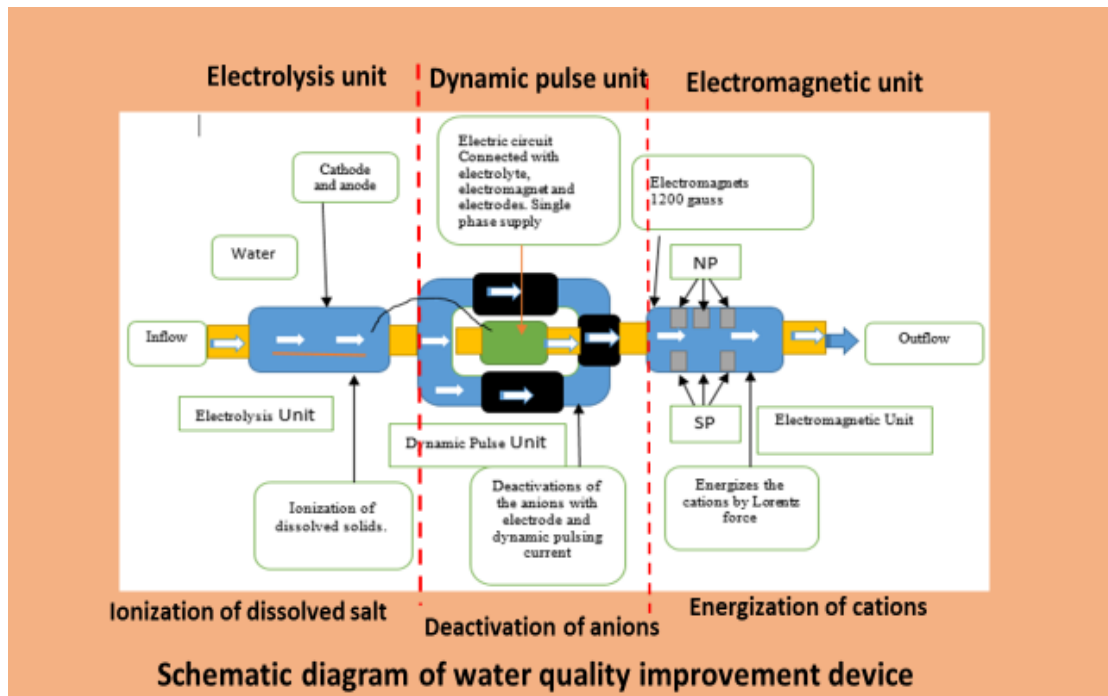 Electrolysis unit
Dynamic pulse unit
Electromagnetic unit
Cathode
and anode
Electric circuit
Connected with
electrolyte,
electromagnet and
electrodes. Single
phase supply
Electromagnets
1200 gauss
Water
NP
Inflow
Outflow
Electrolysis Unit
Dynamic Pulse Unit
SP
Electromagnetic Unit
Ionization of
dissolved solids.
Deactivations of
the anions with
electrode and
dynamic pulsing
current
Energizes the
cations by Lorentz
force
Ionization of dissolved salt
Deactivation of anions
Energization of cations
Schematic diagram of water quality improvement device